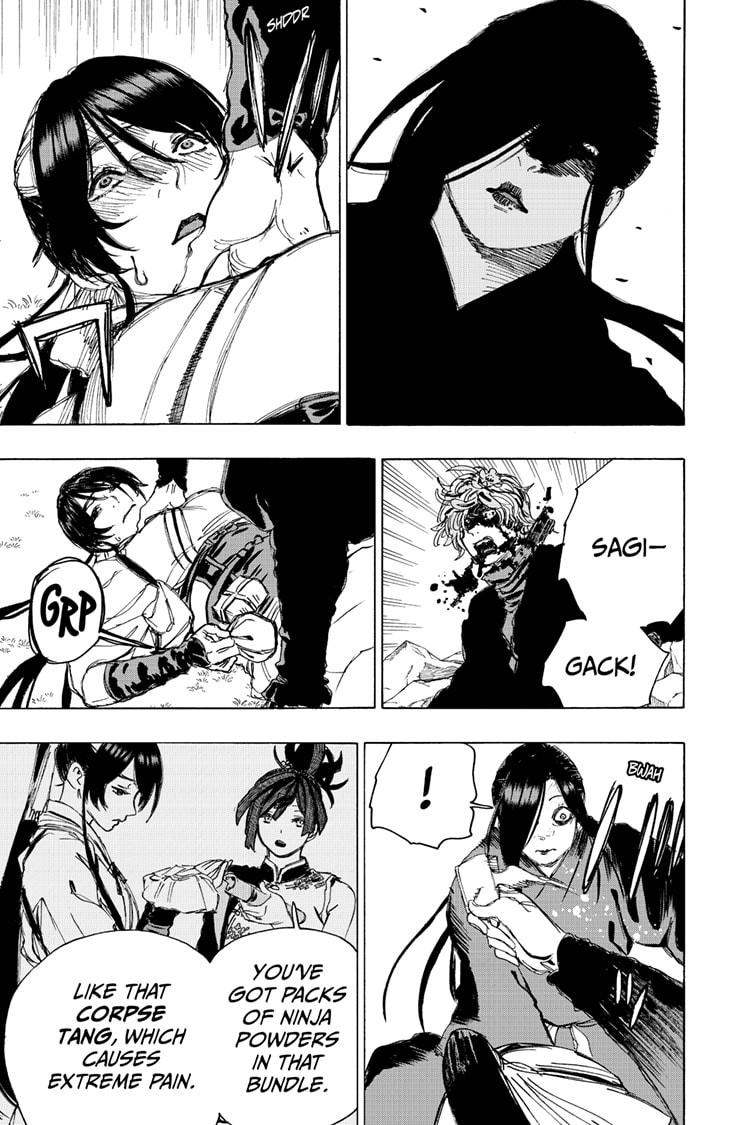 SHDDR
SAGI—
GACK!
GRP
!
BWAH
YOU'VE
GOT PACKS
OF NINJA
POWDERS
IN THAT
BUNDLE.
LIKE THAT
CORPSE
TANG, WHICH
CAUSES
EXTREME PAIN.